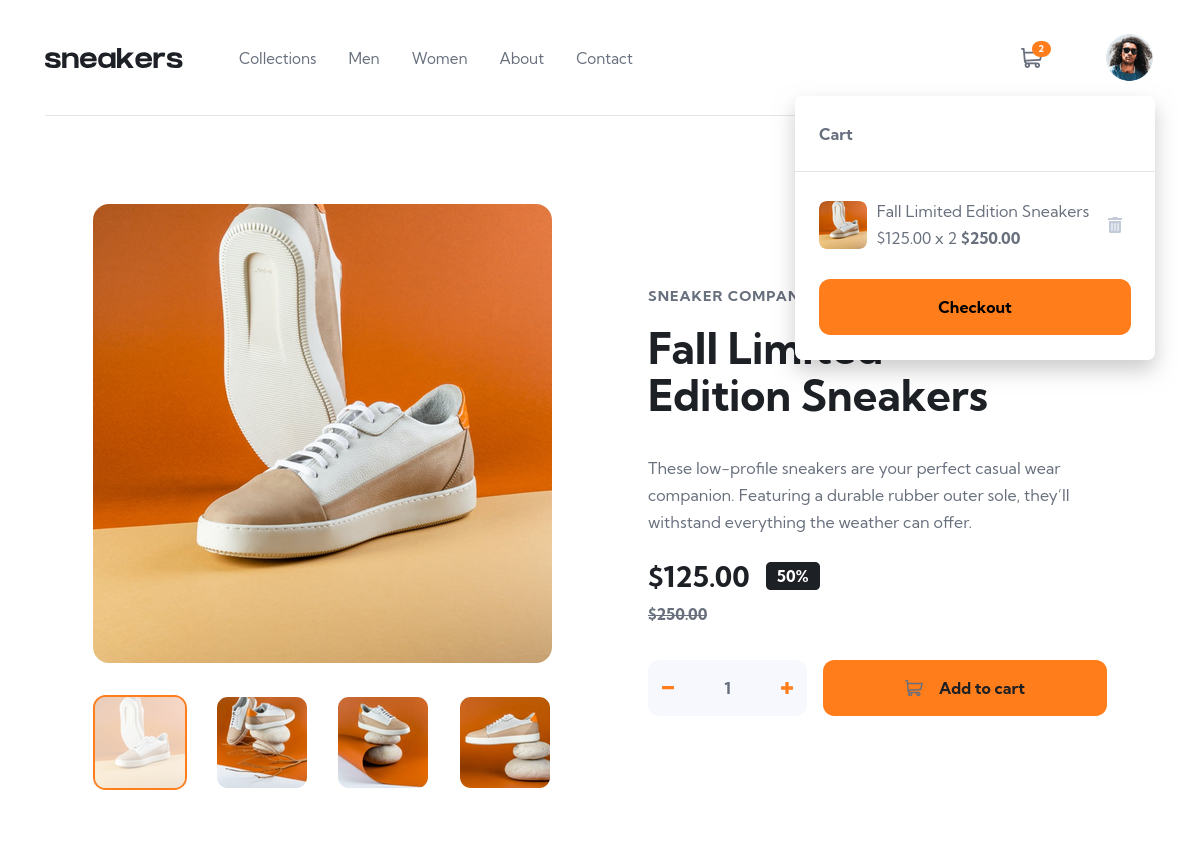 sneakers
Collections
Men
Women
About
Contact
2
Cart
Fall Limited Edition Sneakers
$125.00 x 2 $250.00
Checkout
SNEAKER COMPAN
Fall Limited
Edition Sneakers
These low-profile sneakers are your perfect casual wear
companion. Featuring a durable rubber outer sole, they’ll
withstand everything the weather can offer.
$125.00
50%
$250.00
1
Add to cart